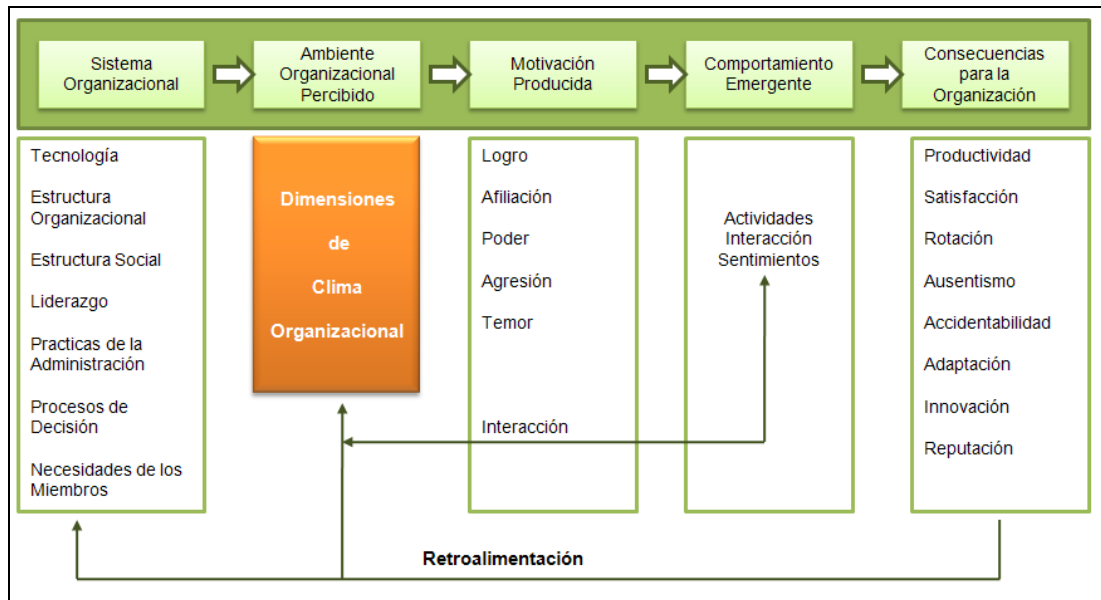 Sistema
Organizacional
Ambiente
Organizacional
Percibido
Motivación
Producida
Comportamiento
Emergente
Consecuencias
para la
Organización
Tecnología
Estructura
Organizacional
Estructura Social
Liderazgo
Practicas de la
Administración
Procesos de
Decisión
Necesidades de los
Miembros
Dimensiones
de
Clima
Organizacional
Logro
Afiliación
Poder
Agresión
Temor
Interacción
Actividades
Interacción
Sentimientos
Productividad
Satisfacción
Rotación
Ausentismo
Accidentabilidad
Adaptación
Innovación
Reputación
Retroalimentación